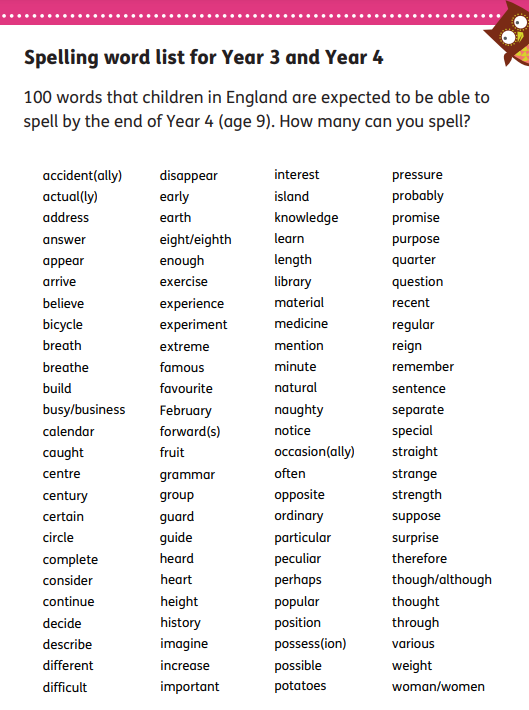 Spelling word list for Year 3 and Year 4
100 words that children in England are expected to be able to
spell by the end of Year 4 (age 9). How many can you spell?
accident(ally)
actual(ly)
address
answer
appear
arrive
believe
bicycle
breath
breathe
build
busy/business
calendar
caught
centre
century
certain
circle
complete
consider
continue
decide
describe
different
difficult
disappear
early
earth
eight/eighth
enough
exercise
experience
experiment
extreme
famous
favourite
February
forward(s)
fruit
grammar
group
guard
guide
heard
heart
height
history
imagine
increase
important
interest
island
knowledge
learn
length
library
material
medicine
mention
minute
natural
naughty
notice
occasion(ally)
often
opposite
ordinary
particular
peculiar
perhaps
popular
position
possess(ion)
possible
potatoes
pressure
probably
promise
purpose
quarter
question
recent
regular
reign
remember
sentence
separate
special
straight
strange
strength
suppose
surprise
therefore
though/although
thought
through
various
weight
woman/women